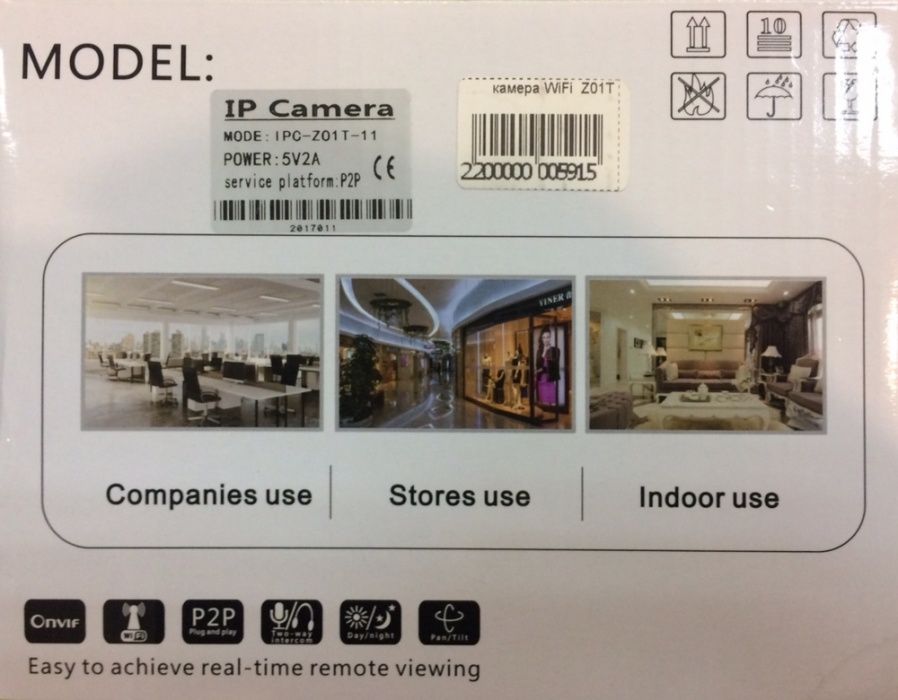 MODEL:
IP Camera
MODE: IPC-Z01T-11
POWER:5V2A
service platform:P2P
CE
2017011
камера WiFi Z01T
2200000 005915
10
VINER
Companies use
Stores use
Indoor use
Onvif
WiFi
P2P
Plug and play
Two-way
intercom
Day/night
Pan/Tilt
Easy to achieve real-time remote viewing